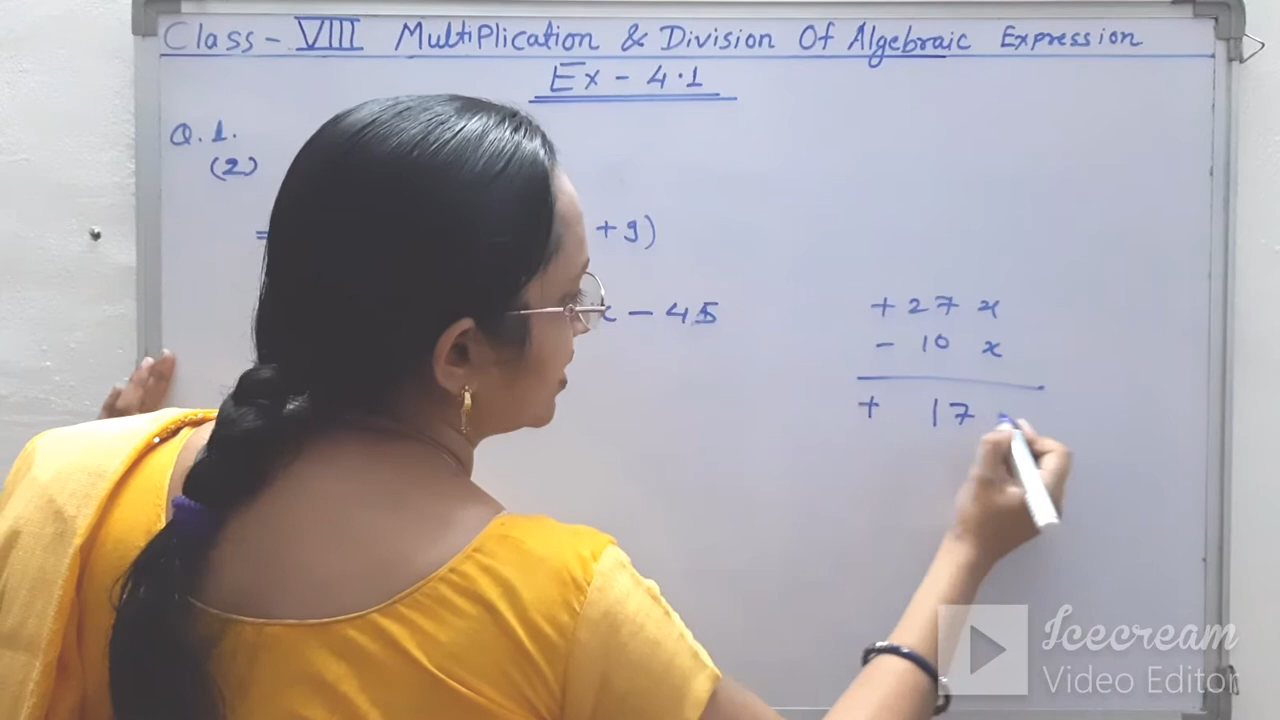 Class - VIII Multiplication & Division Of Algebraic Expression
Ex - 4.1
Q. 1.
(2)
= + 9)
x - 45
+ 27 x
- 10 x
+ 17
Icecream
Video Editor